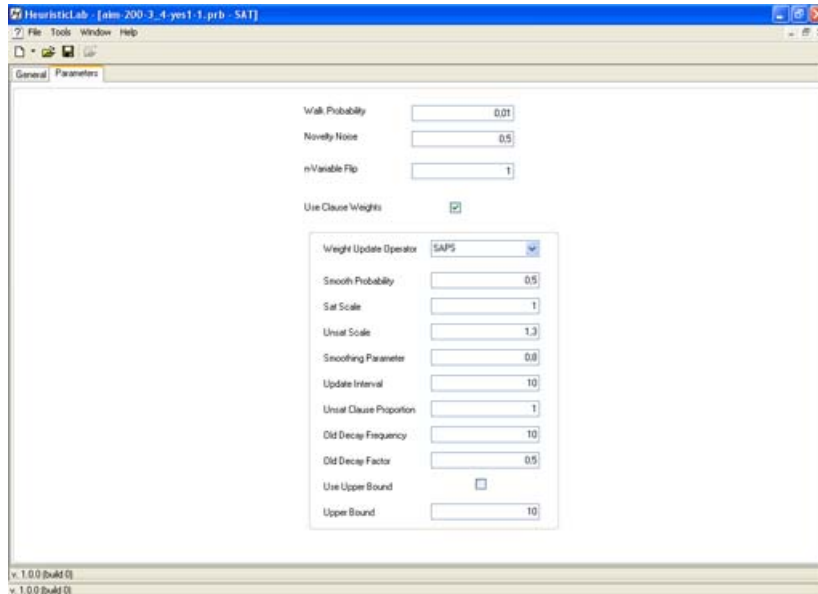 HeuristicLab - [aim-200-3_4-yes1-1.prb - SAT]
File Tools Window Help
General Parameters
Walk Probability 0,01
Novelty Noise 0,5
n-Variable Flip 1
Use Clause Weights
Weight Update Operator SAPS
Smooth Probability 0,5
Sat Scale 1
Unsat Scale 1,3
Smoothing Parameter 0,8
Update Interval 10
Unsat Clause Proportion 1
Old Decay Frequency 10
Old Decay Factor 0,5
Use Upper Bound
Upper Bound 10
v. 1.0.0 (build 0)
v. 1.0.0 (build 0)